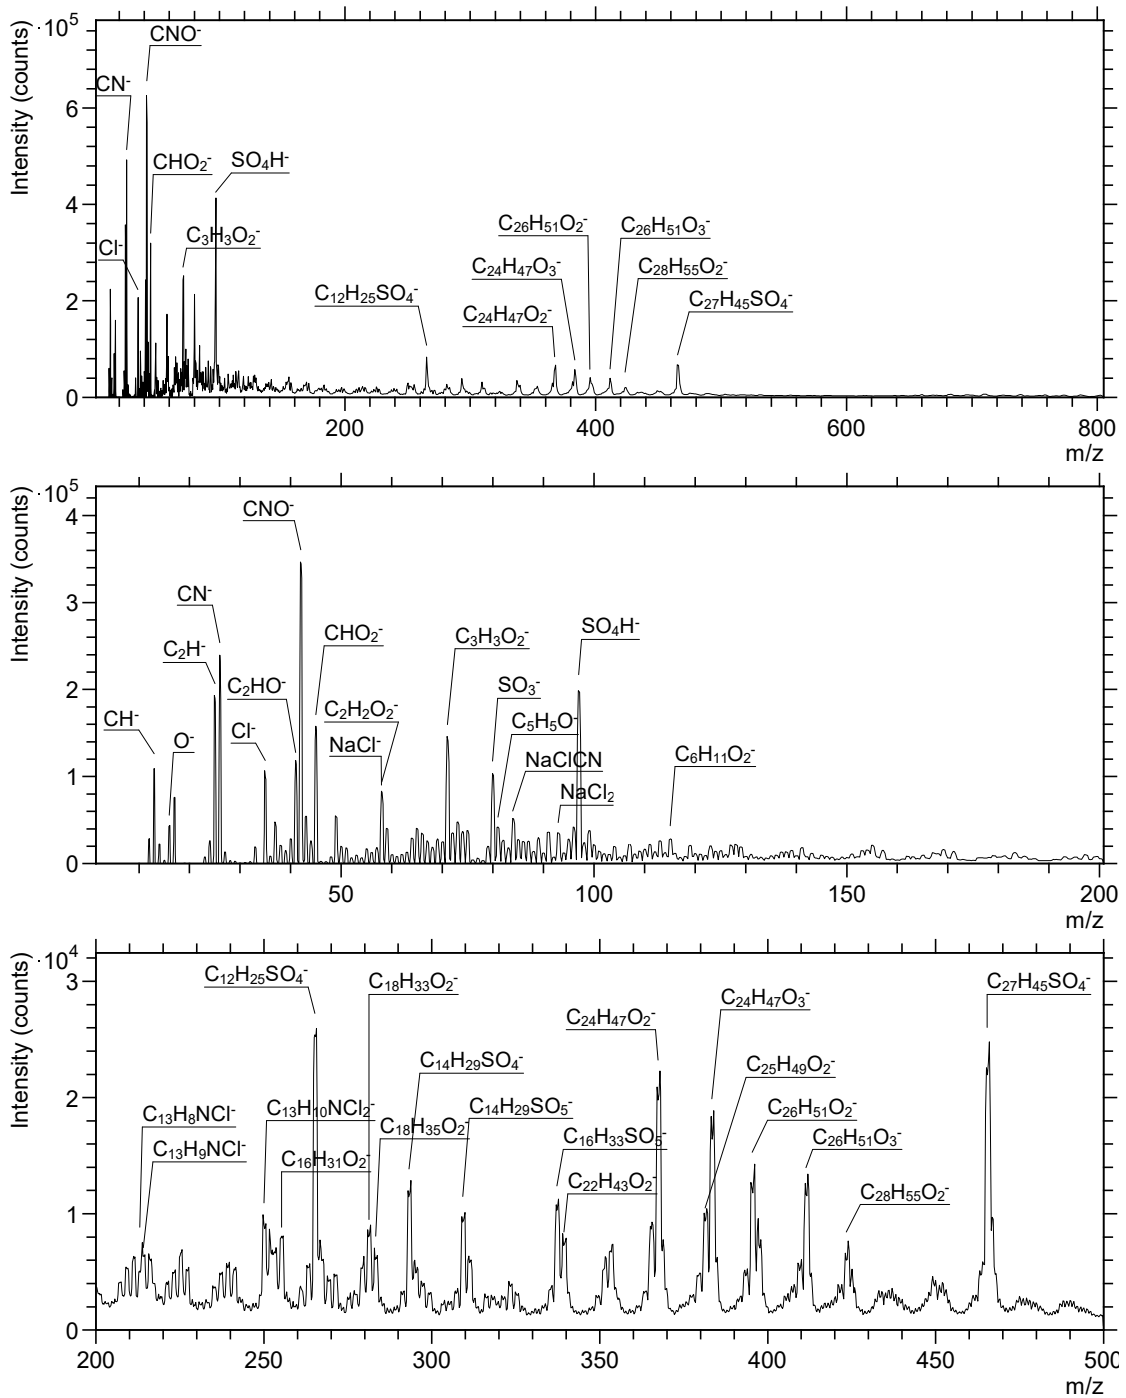 ·10⁵
Intensity (counts)
CNO⁻
CN⁻
CHO₂⁻
SO₄H⁻
C₃H₃O₂⁻
Cl⁻
C₁₂H₂₅SO₄⁻
C₂₆H₅₁O₂⁻
C₂₆H₅₁O₃⁻
C₂₄H₄₇O₃⁻
C₂₈H₅₅O₂⁻
C₂₄H₄₇O₂⁻
C₂₇H₄₅SO₄⁻
6
4
2
0
200
400
600
800
m/z
·10⁵
Intensity (counts)
CNO⁻
CN⁻
C₂H⁻
CHO₂⁻
C₃H₃O₂⁻
SO₄H⁻
C₂HO⁻
SO₃⁻
C₂H₂O₂⁻
CH⁻
O⁻
Cl⁻
NaCl⁻
C₅H₅O⁻
NaClCN
C₆H₁₁O₂⁻
NaCl₂
4
3
2
1
0
50
100
150
200
m/z
·10⁴
Intensity (counts)
C₁₂H₂₅SO₄⁻
C₁₈H₃₃O₂⁻
C₂₄H₄₇O₃⁻
C₂₇H₄₅SO₄⁻
C₂₄H₄₇O₂⁻
C₁₄H₂₉SO₄⁻
C₂₅H₄₉O₂⁻
C₁₃H₈NCl⁻
C₁₃H₁₀NCl₂⁻
C₁₄H₂₉SO₅⁻
C₂₆H₅₁O₂⁻
C₁₃H₉NCl⁻
C₁₈H₃₅O₂⁻
C₁₆H₃₃SO₅⁻
C₂₆H₅₁O₃⁻
C₁₆H₃₁O₂⁻
C₂₂H₄₃O₂⁻
C₂₈H₅₅O₂⁻
3
2
1
0
200
250
300
350
400
450
500
m/z